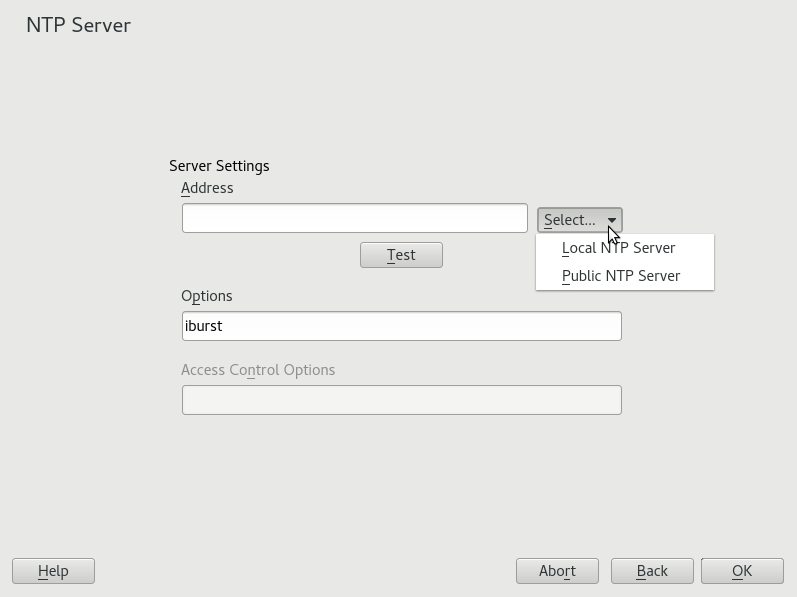 NTP Server
Server Settings
Address
Select...
Local NTP Server
Test
Public NTP Server
Options
iburst
Access Control Options
Help
Abort
Back
OK